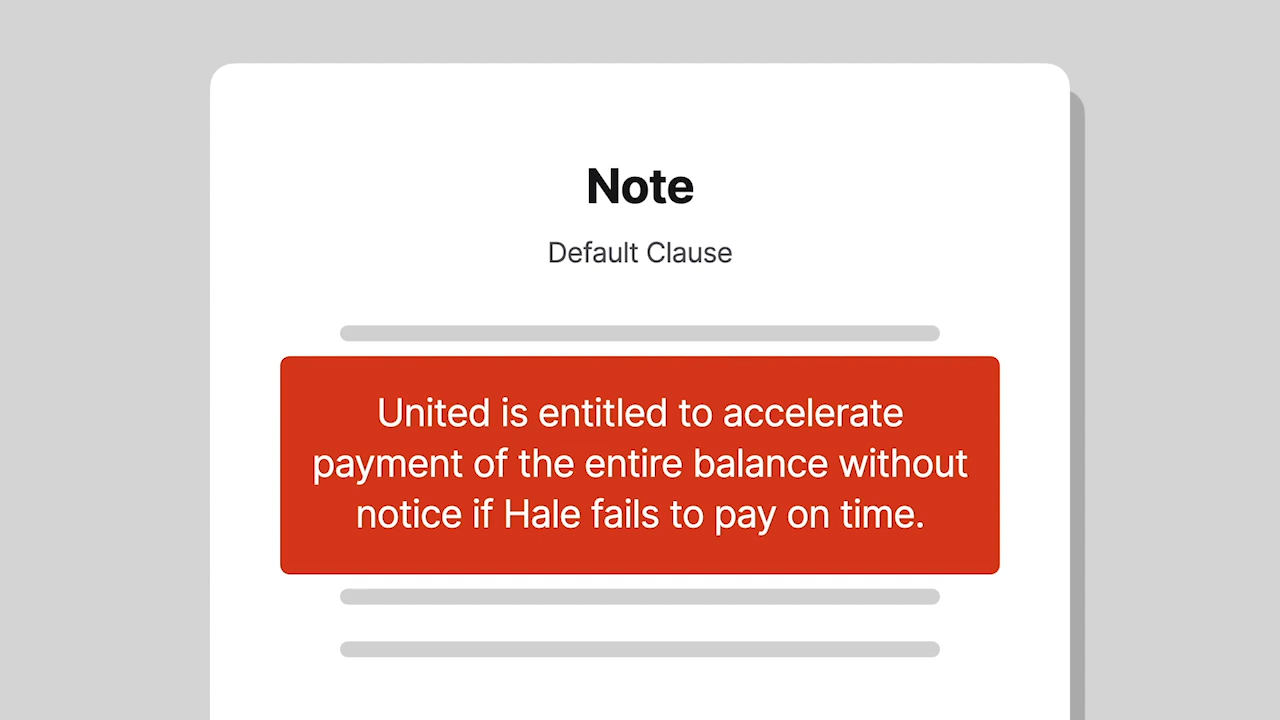 Note
Default Clause
United is entitled to accelerate
payment of the entire balance without
notice if Hale fails to pay on time.